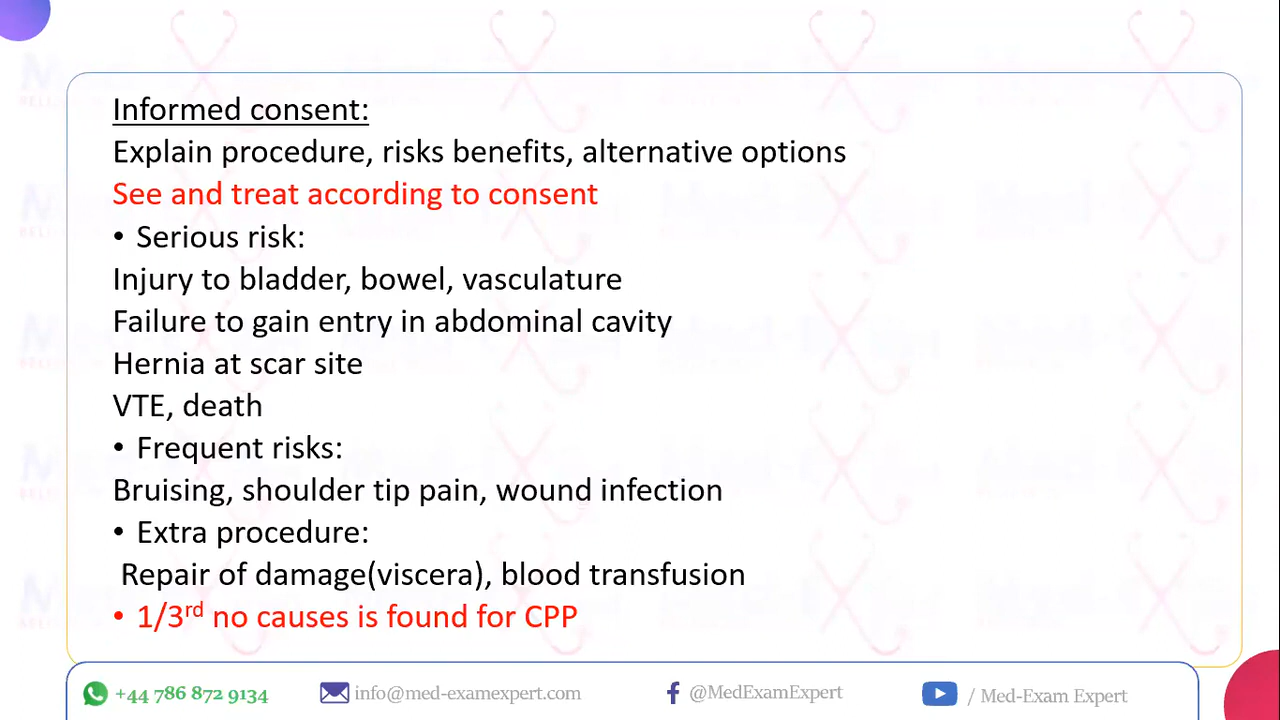 Informed consent:
Explain procedure, risks benefits, alternative options
See and treat according to consent
• Serious risk:
Injury to bladder, bowel, vasculature
Failure to gain entry in abdominal cavity
Hernia at scar site
VTE, death
• Frequent risks:
Bruising, shoulder tip pain, wound infection
• Extra procedure:
Repair of damage(viscera), blood transfusion
• 1/3rd no causes is found for CPP
+44 786 872 9134
info@med-examexpert.com
@MedExamExpert
/ Med-Exam Expert